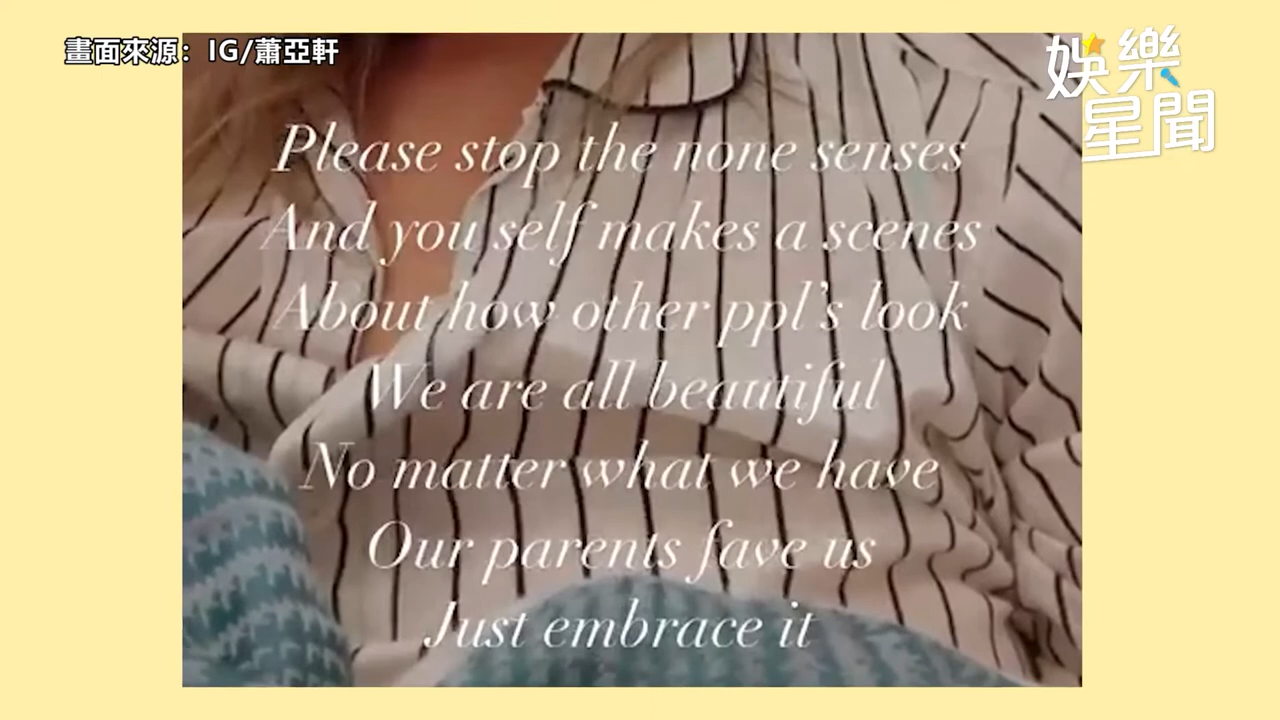 畫面來源：IG/蕭亞軒
娛樂
星聞
Please stop the none senses
And you self makes a scenes
About how other ppl's look
We are all beautiful
No matter what we have
Our parents fave us
Just embrace it